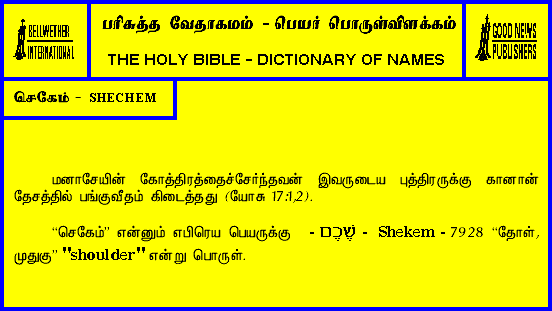 BELLWETHER
INTERNATIONAL
பரிசுத்த வேதாகமம் - பெயர் பொருள்விளக்கம்
THE HOLY BIBLE - DICTIONARY OF NAMES
GOOD NEWS
PUBLISHERS
செகேம் - SHECHEM
மனாசேயின் கோத்திரத்தைச்சேர்ந்தவன் இவருடைய புத்திரருக்கு கானான்
தேசத்தில் பங்குவீதம் கிடைத்தது (யோசு 17:1,2).
“செகேம்” என்னும் எபிரெய பெயருக்கு - שֶׁכֶם - Shekem - 7928 “தோள்,
முதுகு” "shoulder" என்று பொருள்.